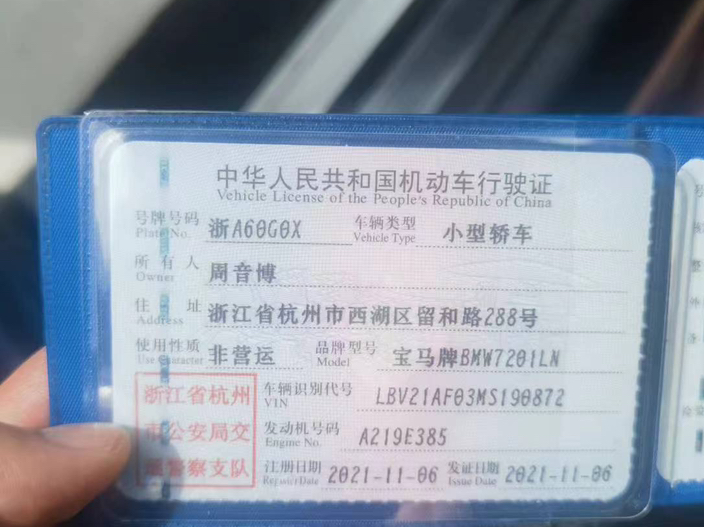 中华人民共和国机动车行驶证
Vehicle License of the People's Republic of China
号牌号码 浙A60G0X 车辆类型 小型轿车
Plate No. Vehicle Type
所有人 周音博
Owner
住址 浙江省杭州市西湖区留和路288号
Address
使用性质 非营运 品牌型号 宝马牌BMW7201LN
Use Character Model
浙江省杭州 车辆识别代号 LBV21AF03MS190872
VIN
市公安局交 发动机号码 A219E385
Engine No.
警察支队 注册日期 2021-11-06 发证日期 2021-11-06
Register Date Issue Date